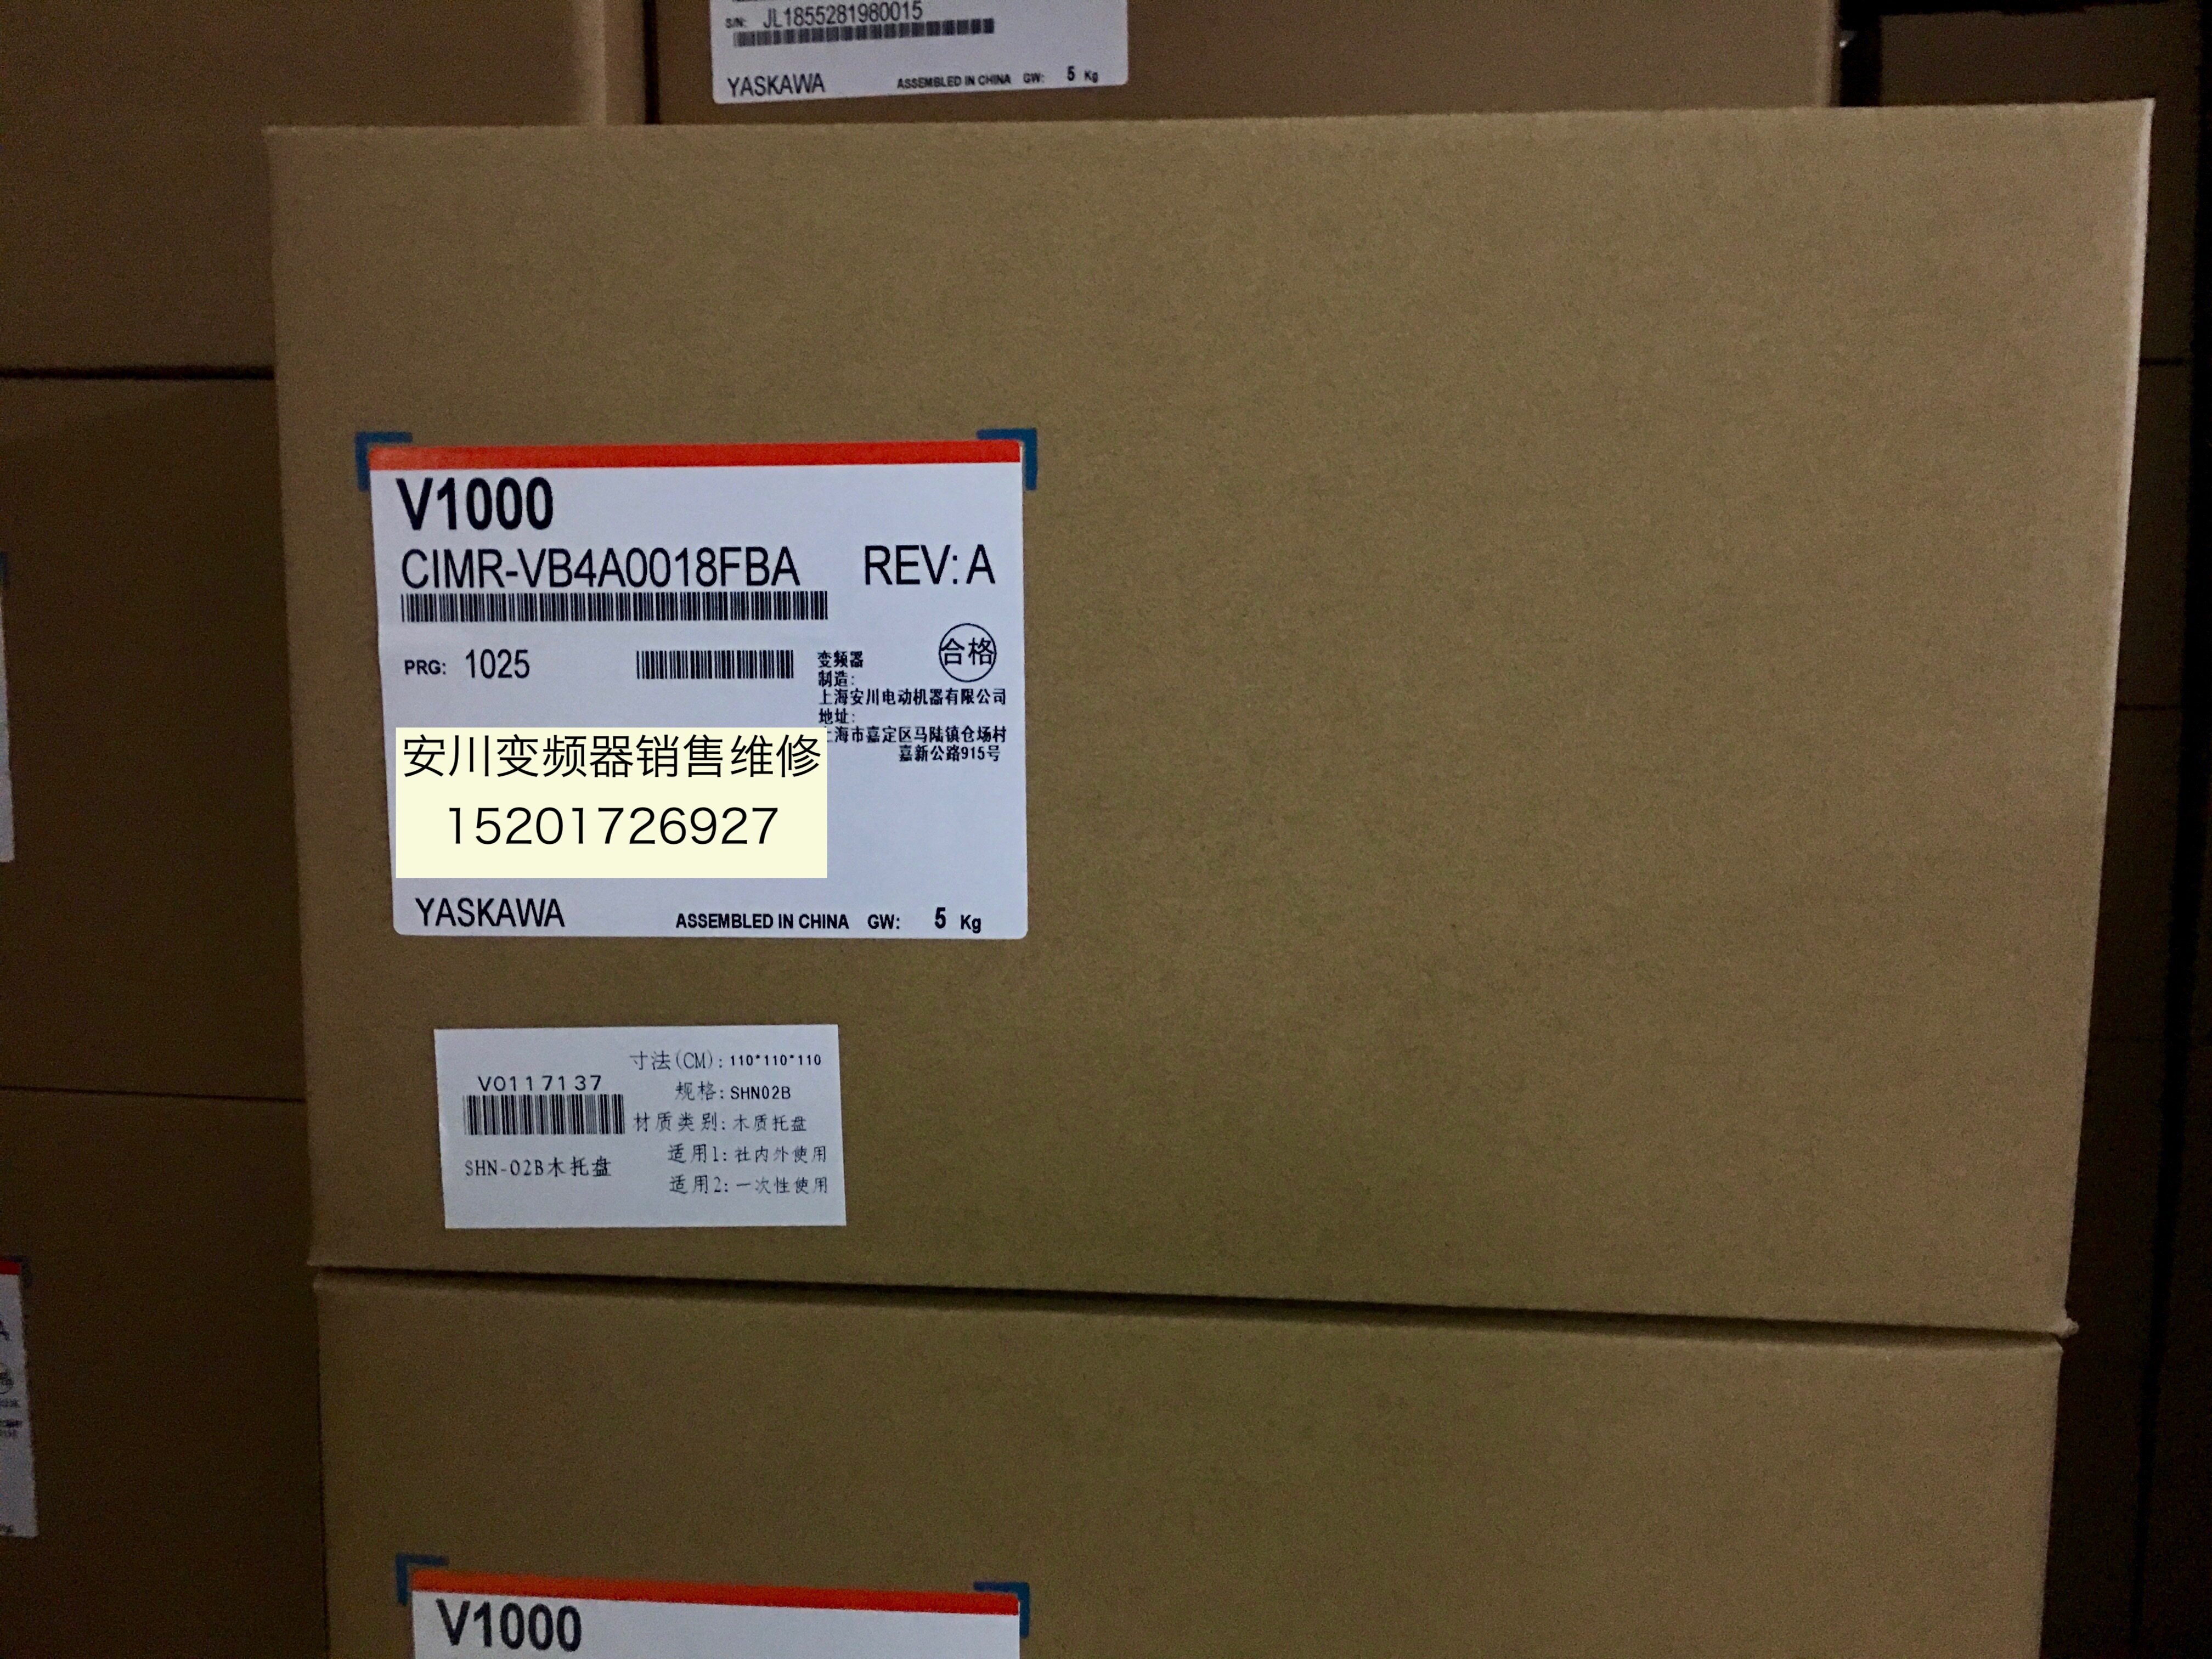 S/N: JL1855281980015
YASKAWA ASSEMBLED IN CHINA GW: 5 Kg
V1000
CIMR-VB4A0018FBA REV: A
PRG: 1025
合格
变频器
制造:
上海安川电动机器有限公司
地址:
上海市嘉定区马陆镇仓场村
嘉新公路915号
安川变频器销售维修
15201726927
YASKAWA ASSEMBLED IN CHINA GW: 5 Kg
V0117137
SHN-02B木托盘
寸法(CM): 110*110*110
规格: SHN02B
材质类别: 木质托盘
适用1: 社内外使用
适用2: 一次性使用
V1000